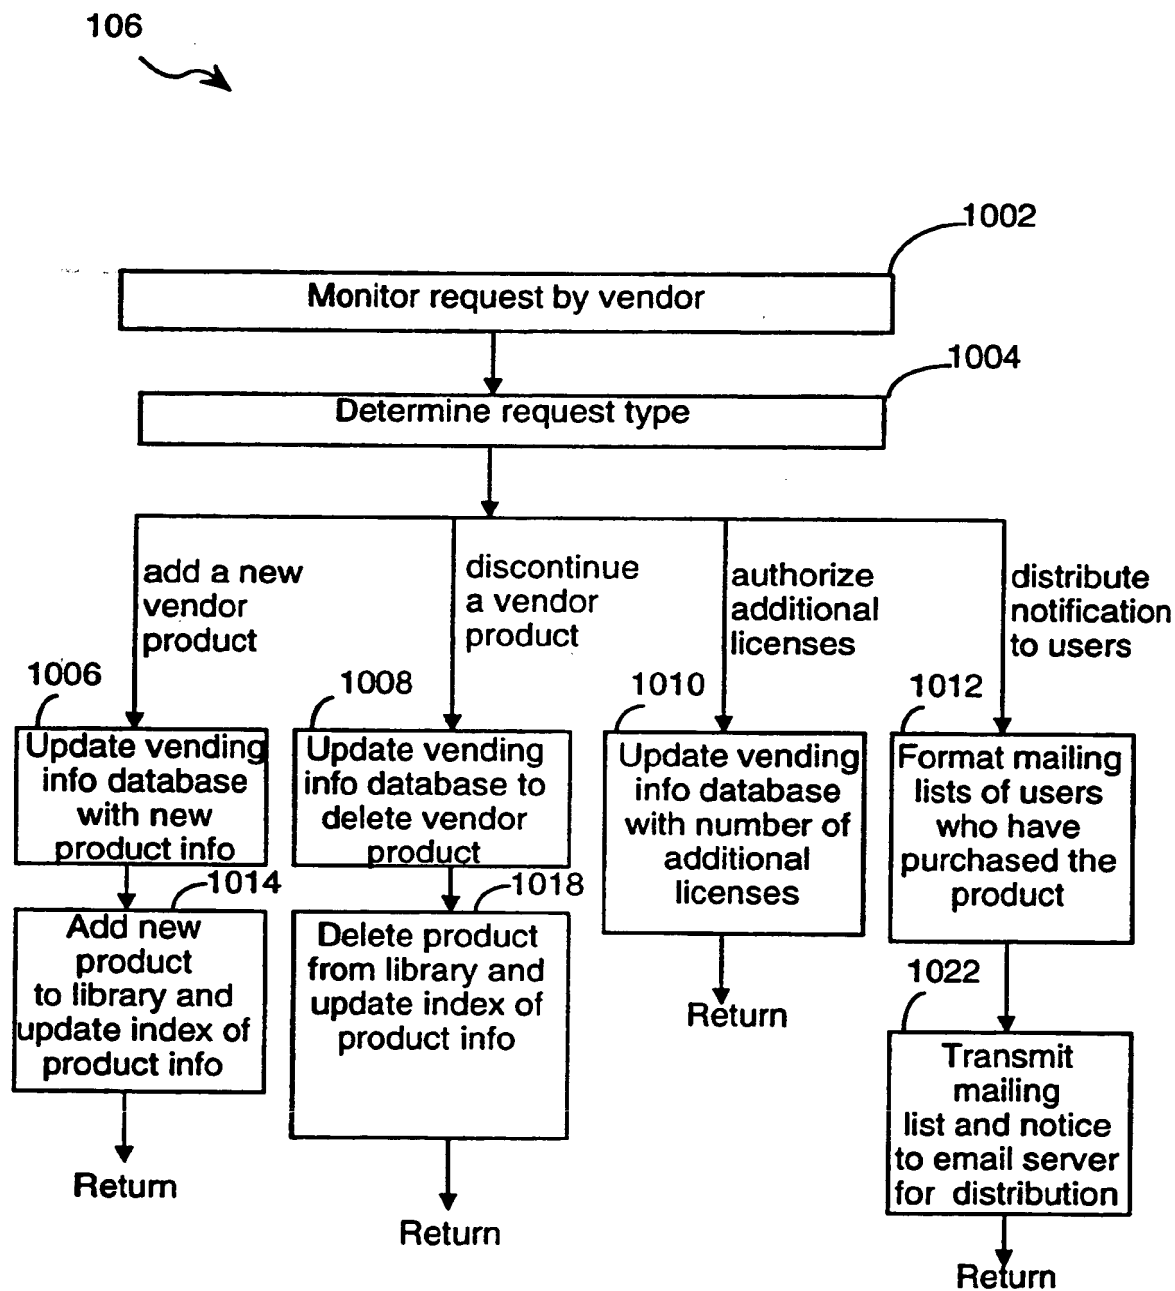 106
1002
Monitor request by vendor
1004
Determine request type
add a new
vendor
product
discontinue
a vendor
product
authorize
additional
licenses
distribute
notification
to users
1006
Update vending
info database
with new
product info
1008
Update vending
info database to
delete vendor
product
1010
Update vending
info database
with number of
additional
licenses
1012
Format mailing
lists of users
who have
purchased the
product
1014
Add new
product
to library and
update index of
product info
1018
Delete product
from library and
update index of
product info
Return
1022
Transmit
mailing
list and notice
to email server
for distribution
Return
Return
Return